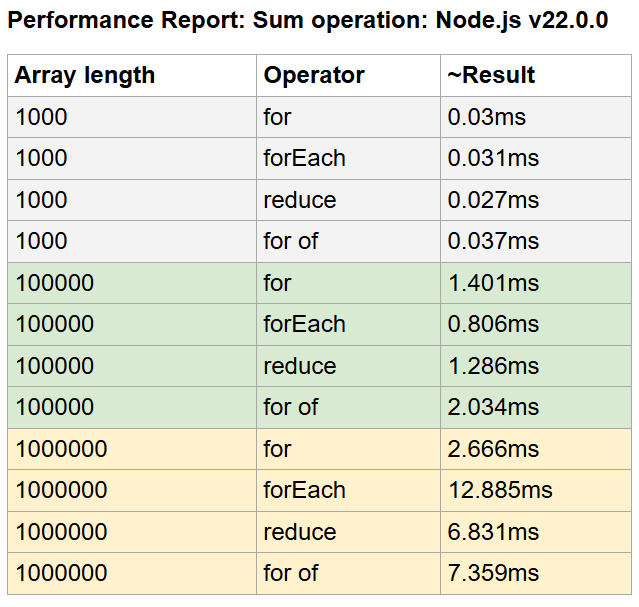 Performance Report: Sum operation: Node.js v22.0.0
Array length Operator ~Result
1000 for 0.03ms
1000 forEach 0.031ms
1000 reduce 0.027ms
1000 for of 0.037ms
100000 for 1.401ms
100000 forEach 0.806ms
100000 reduce 1.286ms
100000 for of 2.034ms
1000000 for 2.666ms
1000000 forEach 12.885ms
1000000 reduce 6.831ms
1000000 for of 7.359ms